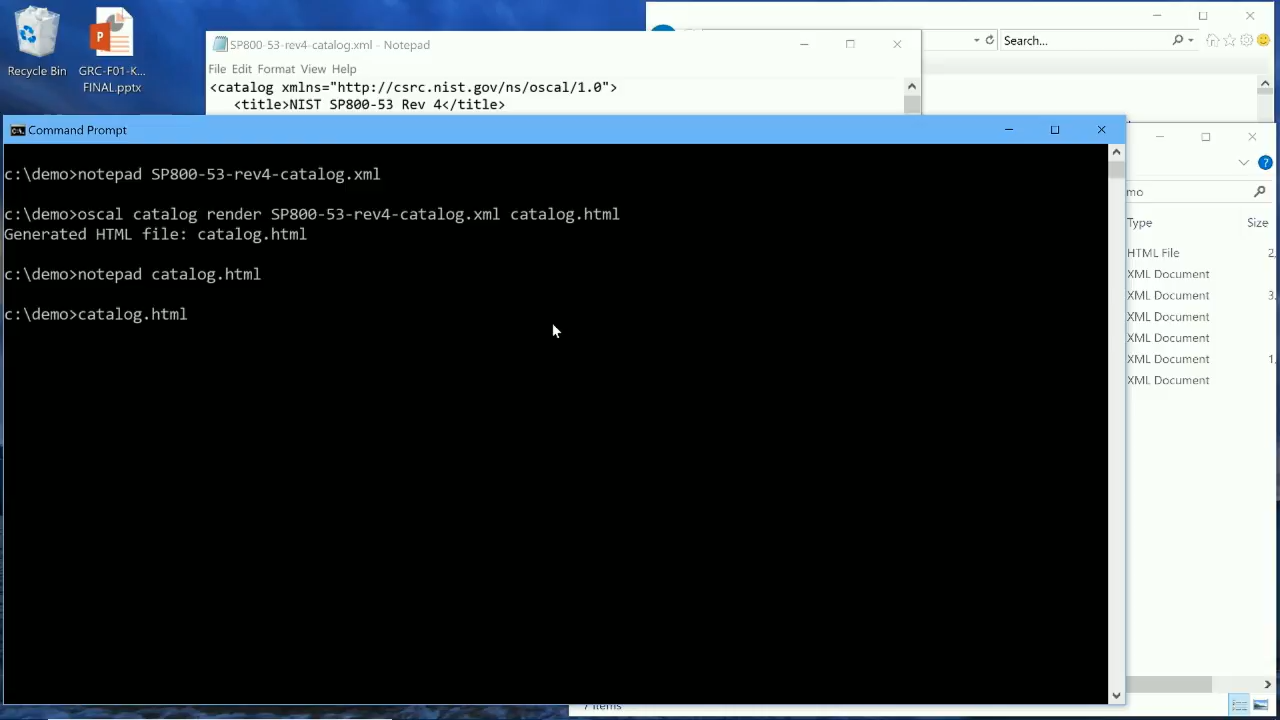 Recycle Bin
GRC-F01-K...
FINAL.pptx
SP800-53-rev4-catalog.xml - Notepad
File Edit Format View Help
<catalog xmlns="http://csrc.nist.gov/ns/oscal/1.0">
<title>NIST SP800-53 Rev 4</title>
Search...
Command Prompt
c:\demo>notepad SP800-53-rev4-catalog.xml
c:\demo>oscal catalog render SP800-53-rev4-catalog.xml catalog.html
Generated HTML file: catalog.html
c:\demo>notepad catalog.html
c:\demo>catalog.html
mo
Type Size
HTML File 2,
XML Document
XML Document 3,
XML Document
XML Document
XML Document 1,
XML Document
7 items